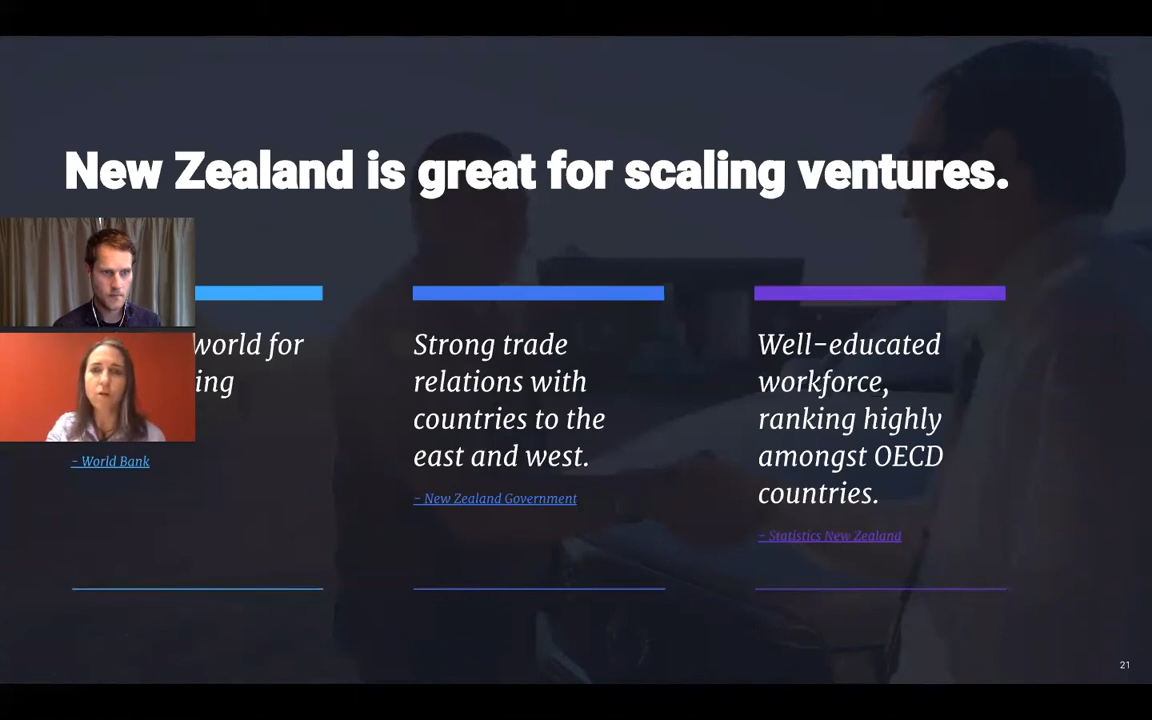 New Zealand is great for scaling ventures.
world for
ing
- World Bank
Strong trade
relations with
countries to the
east and west.
- New Zealand Government
Well-educated
workforce,
ranking highly
amongst OECD
countries.
- Statistics New Zealand
21